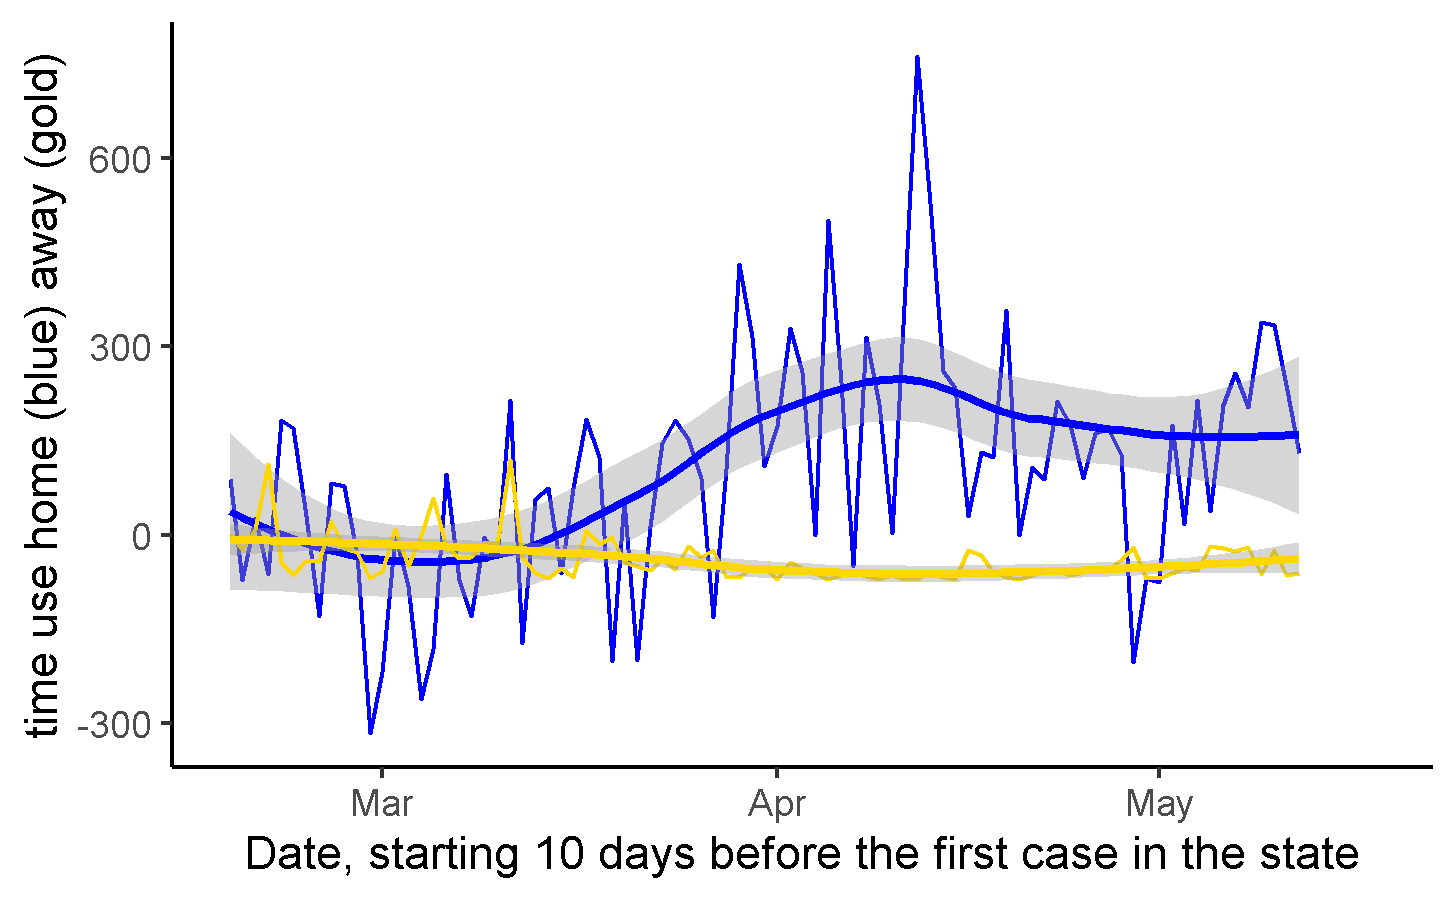 time use home (blue) away (gold)
600
300
0
-300
Mar
Apr
May
Date, starting 10 days before the first case in the state